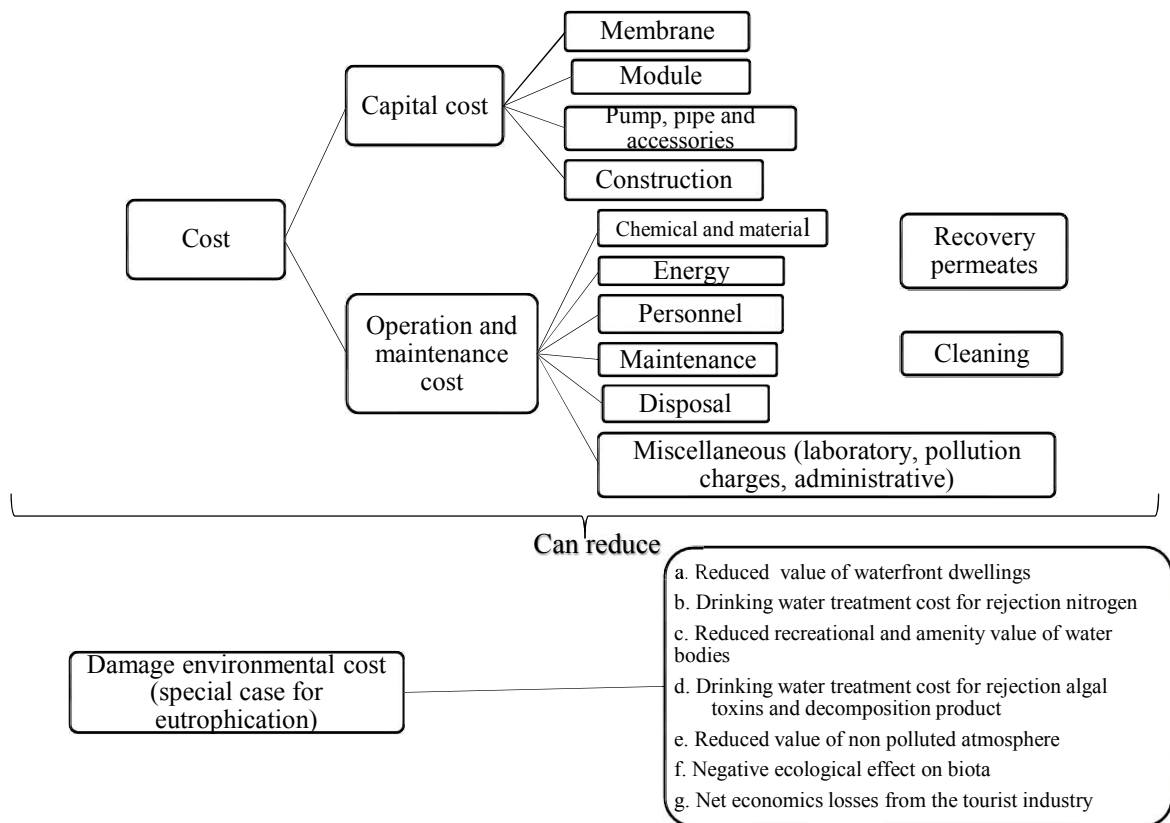 Membrane
Module
Capital cost
Pump, pipe and
accessories
Construction
Cost
Chemical and material
Energy
Personnel
Operation and
maintenance
cost
Maintenance
Disposal
Miscellaneous (laboratory, pollution
charges, administrative)
Recovery
permeates
Cleaning
Can reduce
Damage environmental cost
(special case for
eutrophication)
a. Reduced value of waterfront dwellings
b. Drinking water treatment cost for rejection nitrogen
c. Reduced recreational and amenity value of water
bodies
d. Drinking water treatment cost for rejection algal
toxins and decomposition product
e. Reduced value of non polluted atmosphere
f. Negative ecological effect on biota
g. Net economics losses from the tourist industry